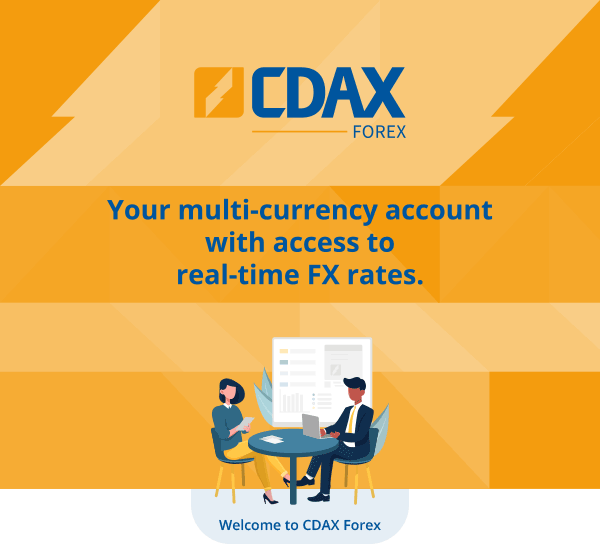 CDAX
FOREX
Your multi-currency account
with access to
real-time FX rates.
Welcome to CDAX Forex